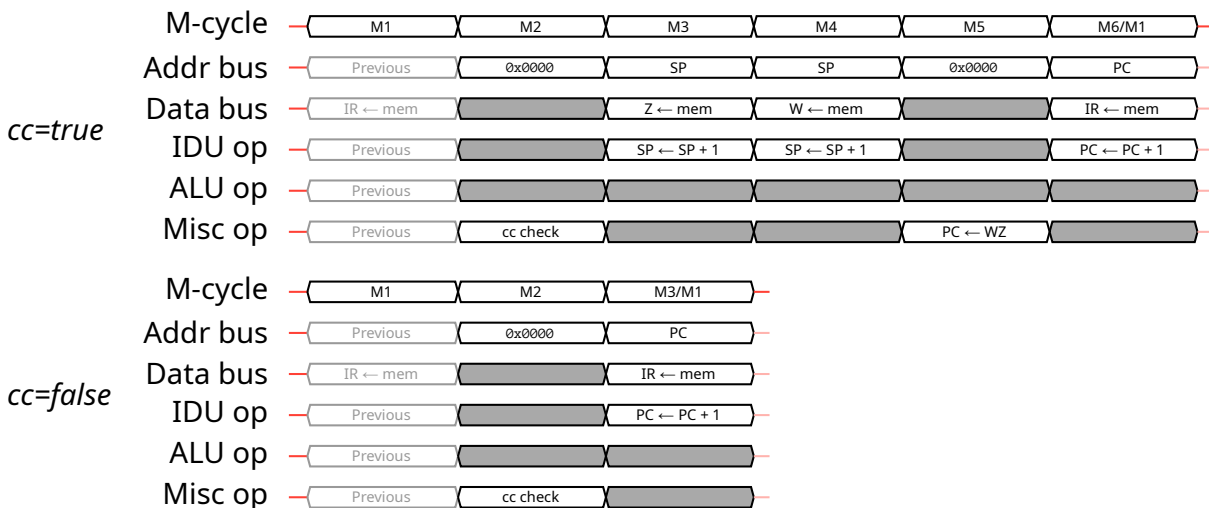 M-cycle M1 M2 M3 M4 M5 M6/M1
Addr bus Previous 0x0000 SP SP 0x0000 PC
Data bus IR ← mem Z ← mem W ← mem IR ← mem
cc=true
IDU op Previous SP ← SP + 1 SP ← SP + 1 PC ← PC + 1
ALU op Previous
Misc op Previous cc check PC ← WZ
M-cycle M1 M2 M3/M1
Addr bus Previous 0x0000 PC
Data bus IR ← mem IR ← mem
cc=false
IDU op Previous PC ← PC + 1
ALU op Previous
Misc op Previous cc check